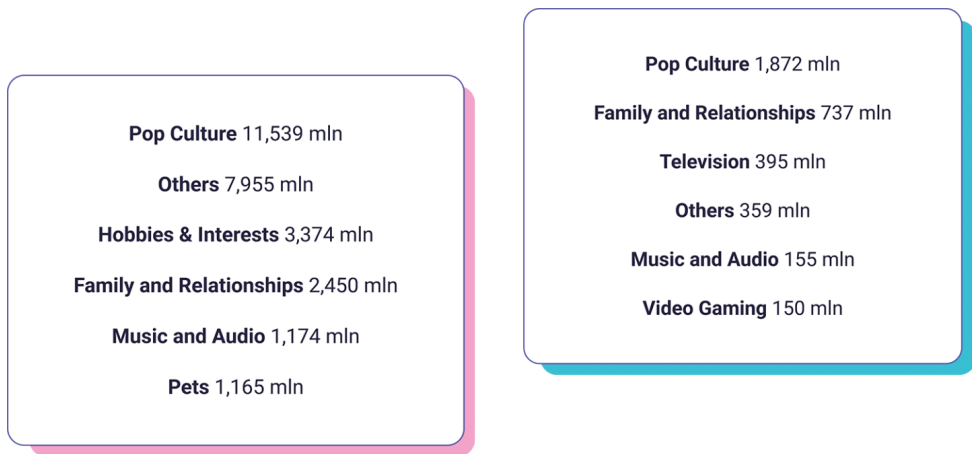 Pop Culture 11,539 mln
Others 7,955 mln
Hobbies & Interests 3,374 mln
Family and Relationships 2,450 mln
Music and Audio 1,174 mln
Pets 1,165 mln
Pop Culture 1,872 mln
Family and Relationships 737 mln
Television 395 mln
Others 359 mln
Music and Audio 155 mln
Video Gaming 150 mln